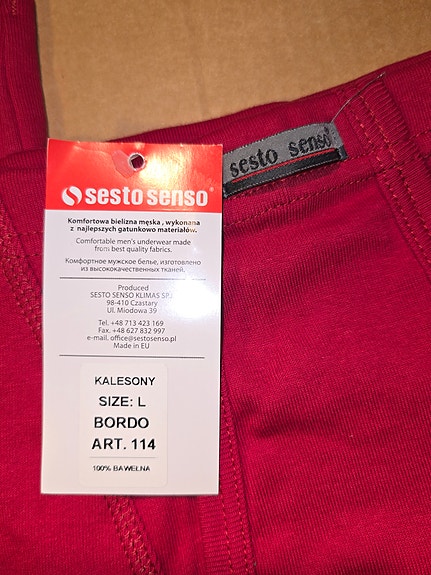 sesto senso®
sesto senso®
Komfortowa bielizna męska , wykonana
z najlepszych gatunkowo materiałów.
Comfortable men's underwear made
from best quality fabrics.
Комфортное мужское белье, изготовлено
из высококачественных тканей.
Produced
SESTO SENSO KLIMAS SPJ
98-410 Czastary
Ul. Miodowa 39
Tel. +48 713 423 169
Fax. +48 627 832 997
e-mail. office@sestosenso.pl
Made in EU
KALESONY
SIZE: L
BORDO
ART. 114
100% BAWEŁNA